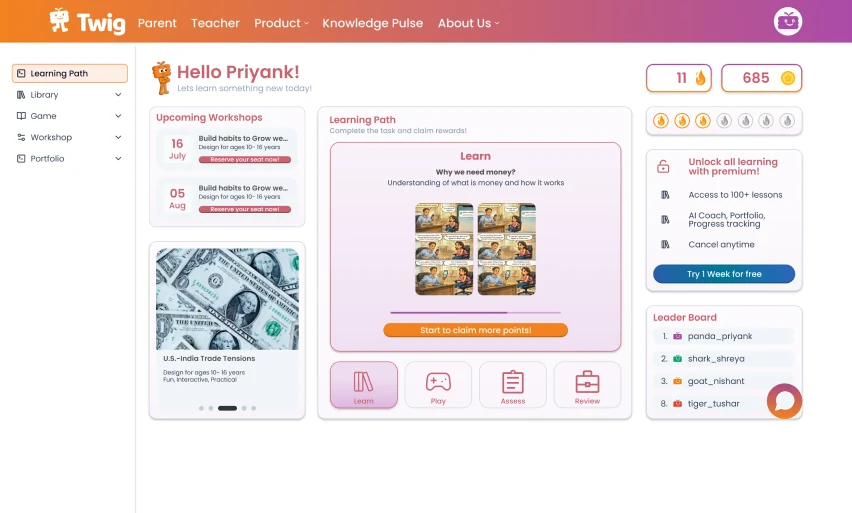 Twig
Parent
Teacher
Product
Knowledge Pulse
About Us
Learning Path
Library
Game
Workshop
Portfolio
Hello Priyank!
Lets learn something new today!
11
685
Upcoming Workshops
16
July
Build habits to Grow we...
Design for ages 10- 16 years
Reserve your seat now!
05
Aug
Build habits to Grow we...
Design for ages 10- 16 years
Reserve your seat now!
U.S.-India Trade Tensions
Design for ages 10- 16 years
Fun, Interactive, Practical
Learning Path
Complete the task and claim rewards!
Learn
Why we need money?
Understanding of what is money and how it works
Start to claim more points!
Learn
Play
Assess
Review
Unlock all learning
with premium!
Access to 100+ lessons
AI Coach, Portfolio,
Progress tracking
Cancel anytime
Try 1 Week for free
Leader Board
1. panda_priyank
2. shark_shreya
3. goat_nishant
8. tiger_tushar